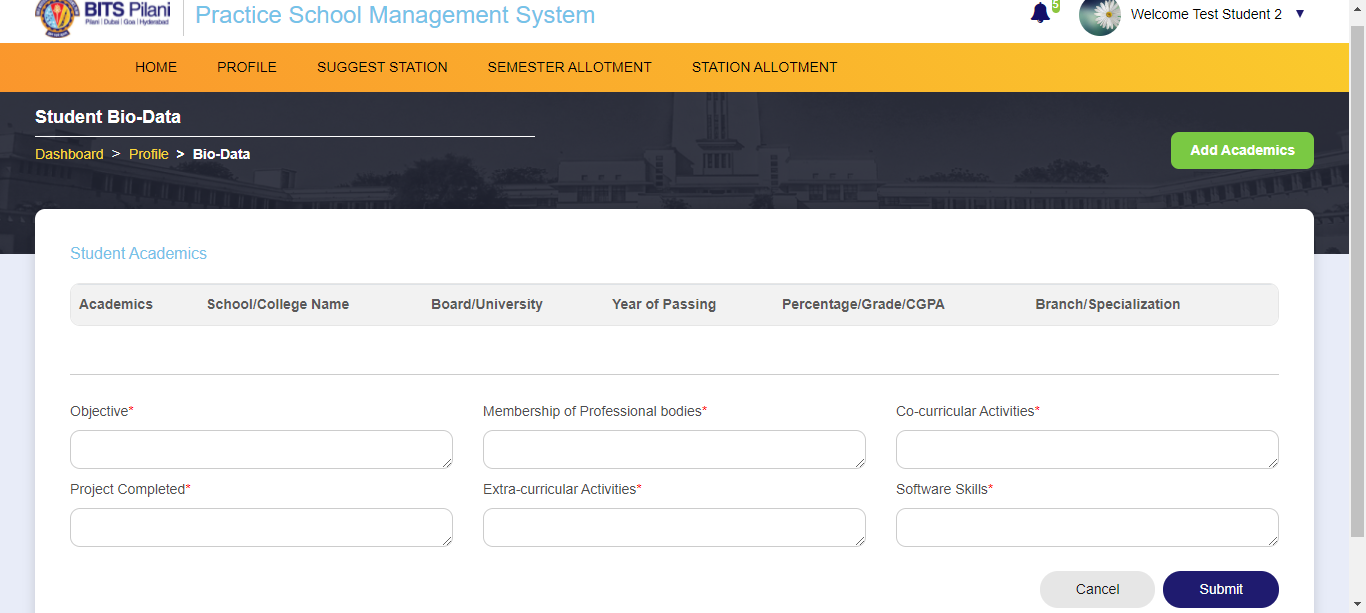 BITS Pilani
Pilani | Dubai | Goa | Hyderabad
Practice School Management System
5
Welcome Test Student 2 ▼
HOME PROFILE SUGGEST STATION SEMESTER ALLOTMENT STATION ALLOTMENT
Student Bio-Data
Dashboard > Profile > Bio-Data
Add Academics
Student Academics
Academics School/College Name Board/University Year of Passing Percentage/Grade/CGPA Branch/Specialization
Objective* Membership of Professional bodies* Co-curricular Activities*
Project Completed* Extra-curricular Activities* Software Skills*
Cancel Submit